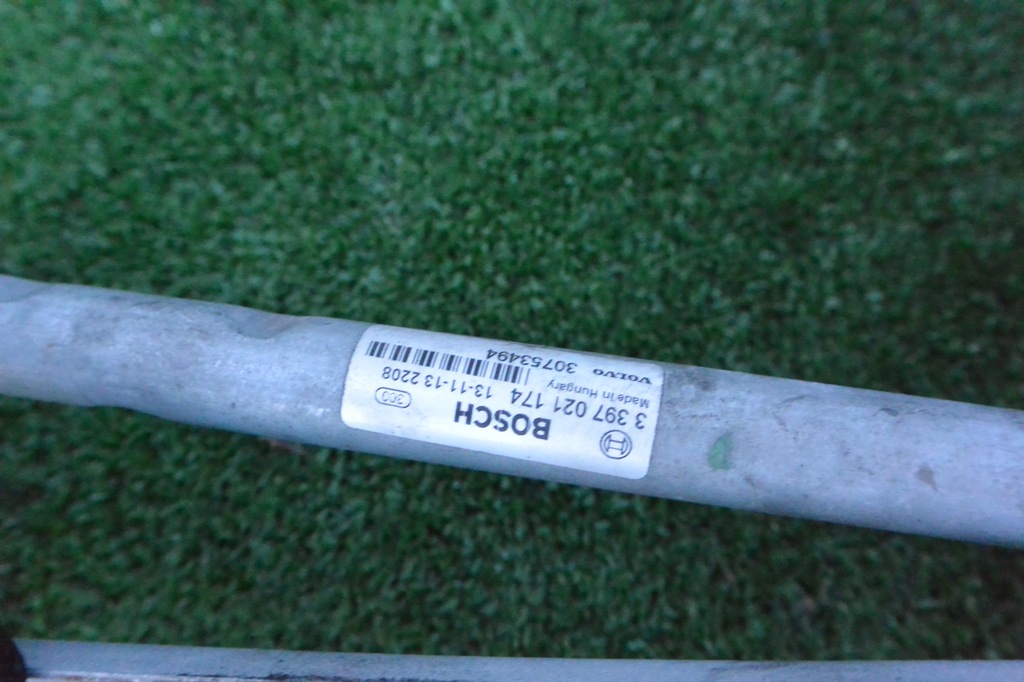 BOSCH
3 397 021 174 13-11-13 2208
Made in Hungary
VOLVO 30753494